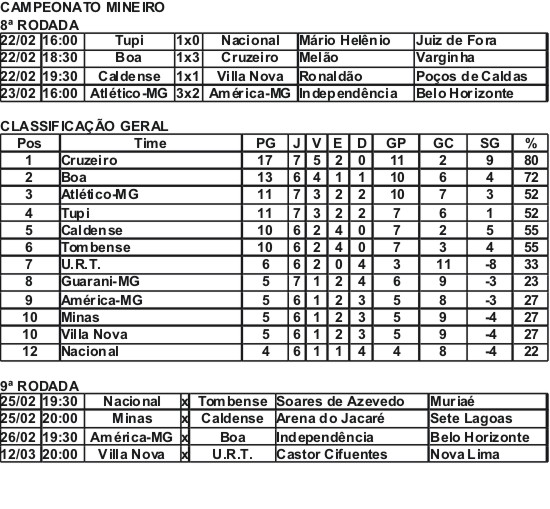 CAMPEONATO MINEIRO
8ª RODADA
22/02 16:00 Tupi 1x0 Nacional Mário Helênio Juiz de Fora
22/02 18:30 Boa 1x3 Cruzeiro Melão Varginha
22/02 19:30 Caldense 1x1 Villa Nova Ronaldão Poços de Caldas
23/02 16:00 Atlético-MG 3x2 América-MG Independência Belo Horizonte
CLASSIFICAÇÃO GERAL
Pos Time PG J V E D GP GC SG %
1 Cruzeiro 17 7 5 2 0 11 2 9 80
2 Boa 13 6 4 1 1 10 6 4 72
3 Atlético-MG 11 7 3 2 2 10 7 3 52
4 Tupi 11 7 3 2 2 7 6 1 52
5 Caldense 10 6 2 4 0 7 2 5 55
6 Tombense 10 6 2 4 0 7 3 4 55
7 U.R.T. 6 6 2 0 4 3 11 -8 33
8 Guarani-MG 5 7 1 2 4 6 9 -3 23
9 América-MG 5 6 1 2 3 5 8 -3 27
10 Minas 5 6 1 2 3 5 9 -4 27
10 Villa Nova 5 6 1 2 3 5 9 -4 27
12 Nacional 4 6 1 1 4 4 8 -4 22
9ª RODADA
25/02 19:30 Nacional x Tombense Soares de Azevedo Muriaé
25/02 20:00 Minas x Caldense Arena do Jacaré Sete Lagoas
26/02 19:30 América-MG x Boa Independência Belo Horizonte
12/03 20:00 Villa Nova x U.R.T. Castor Cifuentes Nova Lima